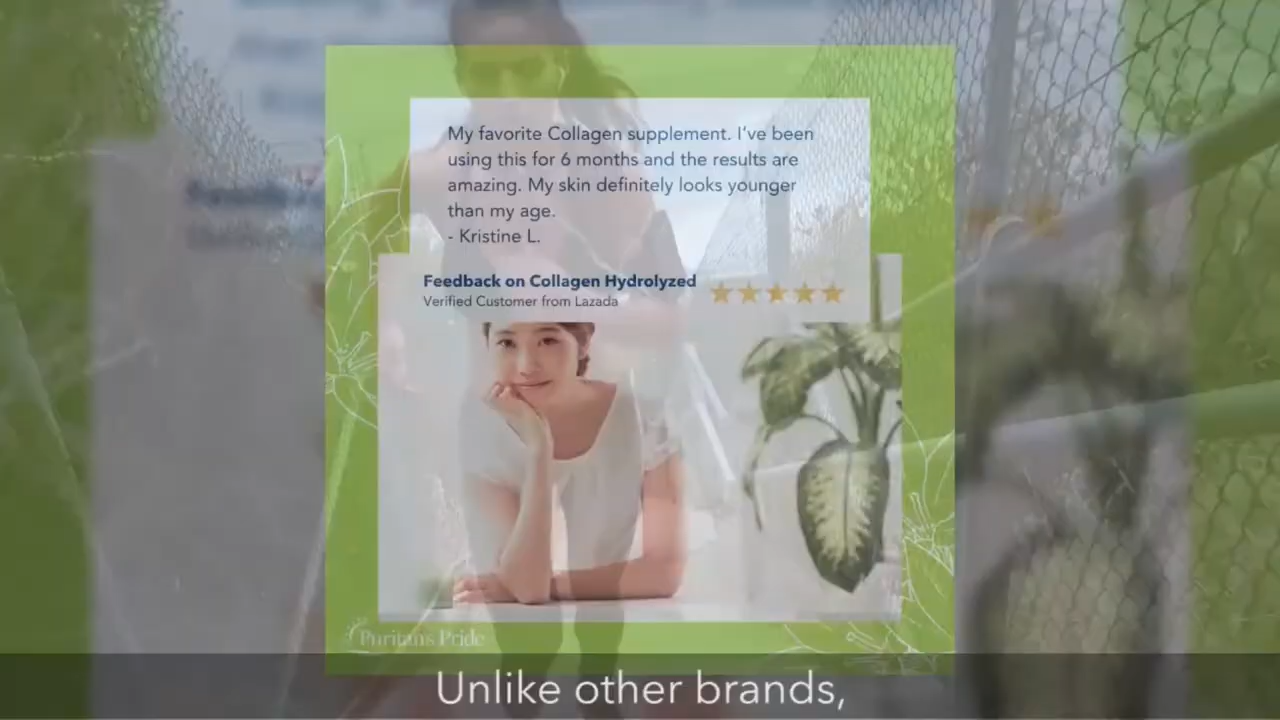 My favorite Collagen supplement. I've been
using this for 6 months and the results are
amazing. My skin definitely looks younger
than my age.
- Kristine L.
Feedback on Collagen Hydrolyzed
Verified Customer from Lazada
Puritan's Pride
Unlike other brands,